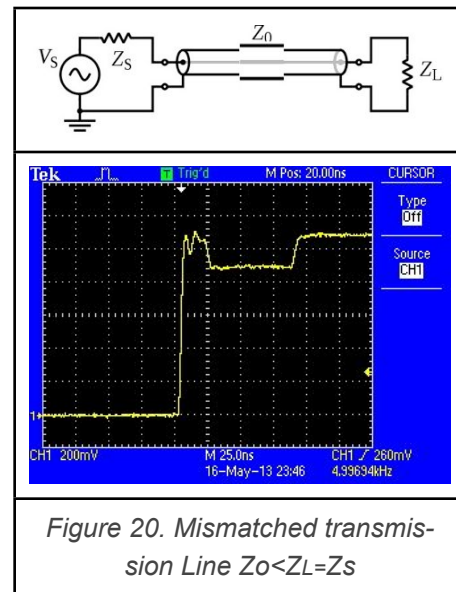 Z0
VS
ZS
ZL
Tek T Trig'd M Pos: 20.00ns CURSOR
Type
Off
Source
CH1
1
CH1 200mV M 25.0ns CH1 260mV
16-May-13 23:46 4.99694kHz
Figure 20. Mismatched transmis-
sion Line Zo<ZL=Zs